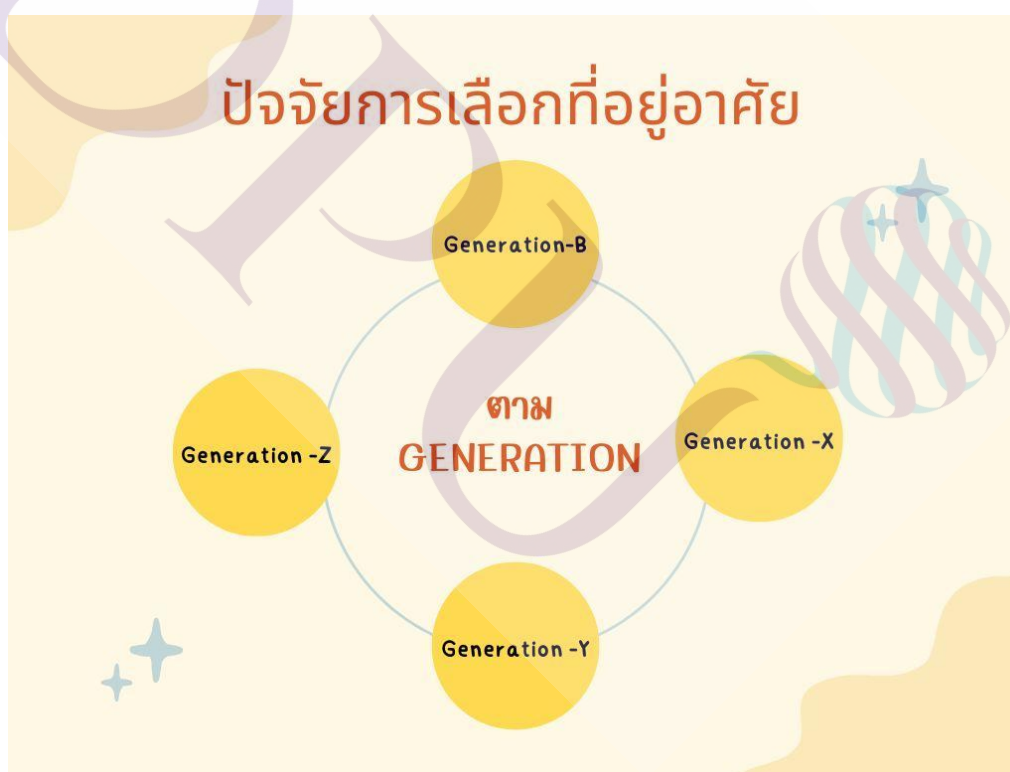 ปัจจัยการเลือกที่อยู่อาศัย
Generation-B
ตาม
GENERATION
Generation -X
Generation -Z
Generation -Y
DPU